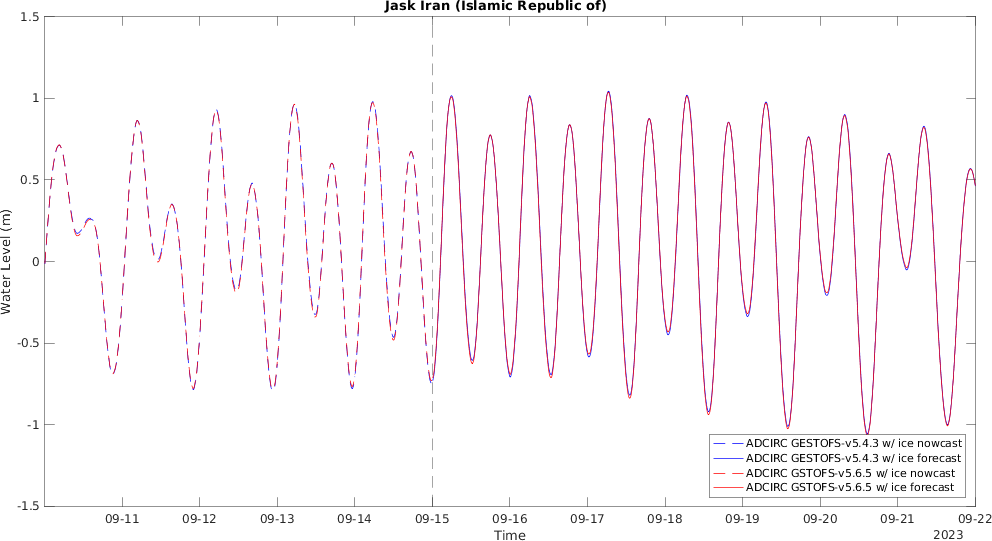 Jask Iran (Islamic Republic of)
1.5
1
0.5
0
-0.5
-1
-1.5
Water Level (m)
ADCIRC GESTOFS-v5.4.3 w/ ice nowcast
ADCIRC GESTOFS-v5.4.3 w/ ice forecast
ADCIRC GSTOFS-v5.6.5 w/ ice nowcast
ADCIRC GSTOFS-v5.6.5 w/ ice forecast
09-11 09-12 09-13 09-14 09-15 09-16 09-17 09-18 09-19 09-20 09-21 09-22
Time
2023